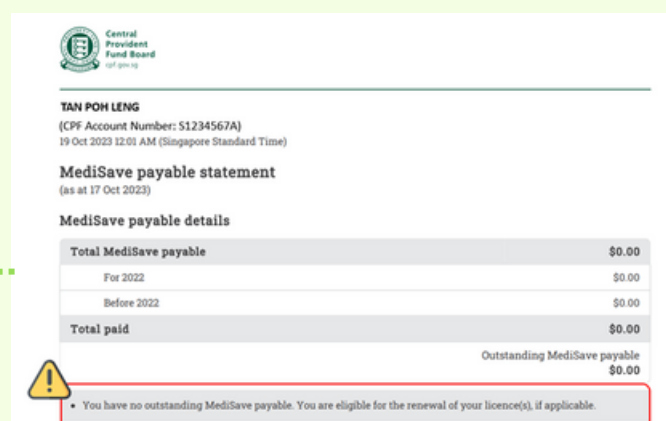 Central
Provident
Fund Board
cpf.gov.sg
TAN POH LENG
(CPF Account Number: S1234567A)
19 Oct 2023 12:01 AM (Singapore Standard Time)
MediSave payable statement
(as at 17 Oct 2023)
MediSave payable details
Total MediSave payable $0.00
For 2022 $0.00
Before 2022 $0.00
Total paid $0.00
Outstanding MediSave payable
$0.00
• You have no outstanding MediSave payable. You are eligible for the renewal of your licence(s), if applicable.